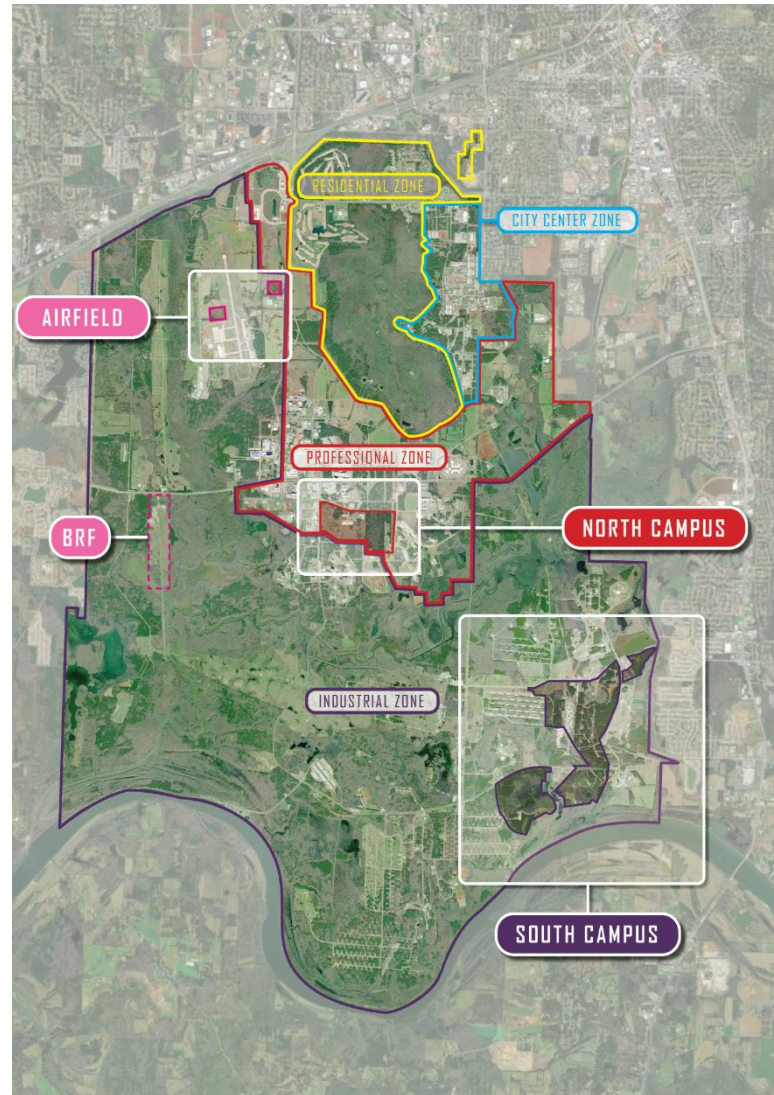 RESIDENTIAL ZONE
CITY CENTER ZONE
AIRFIELD
PROFESSIONAL ZONE
BRF
NORTH CAMPUS
INDUSTRIAL ZONE
SOUTH CAMPUS